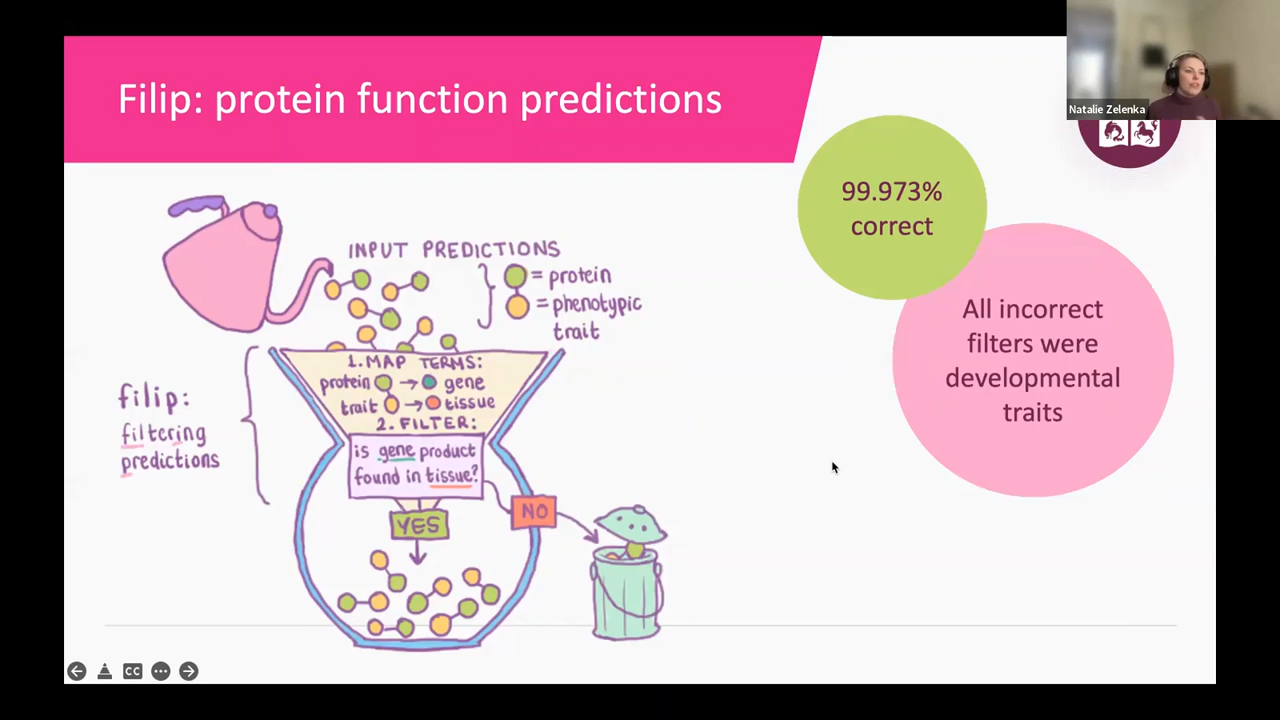 Filip: protein function predictions
Natalie Zelenka
99.973%
correct
All incorrect
filters were
developmental
traits
INPUT PREDICTIONS
= protein
= phenotypic
trait
filip:
filtering
predictions
1. MAP TERMS:
protein → gene
trait → tissue
2. FILTER:
is gene product
found in tissue?
YES
NO
CC